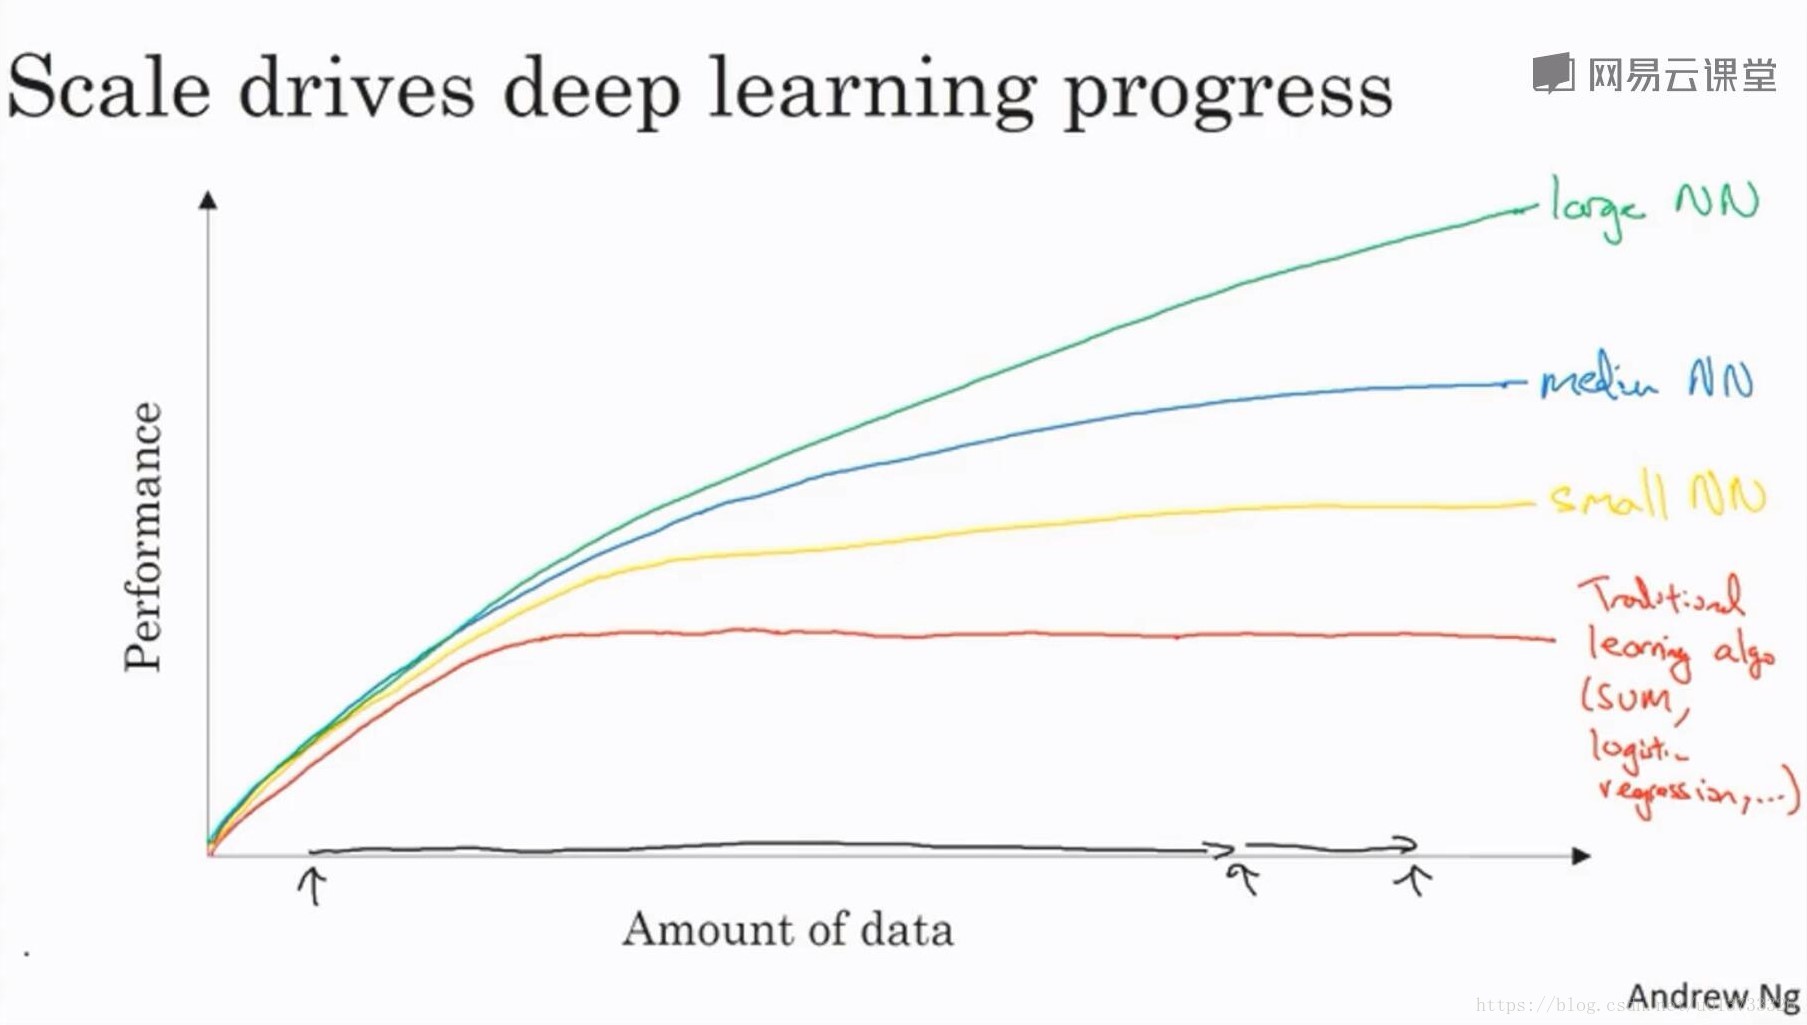 Scale drives deep learning progress
网易云课堂
large NN
medium NN
small NN
Traditional
learning algo
(SVM,
logistic
regression,...)
Performance
Amount of data
Andrew Ng